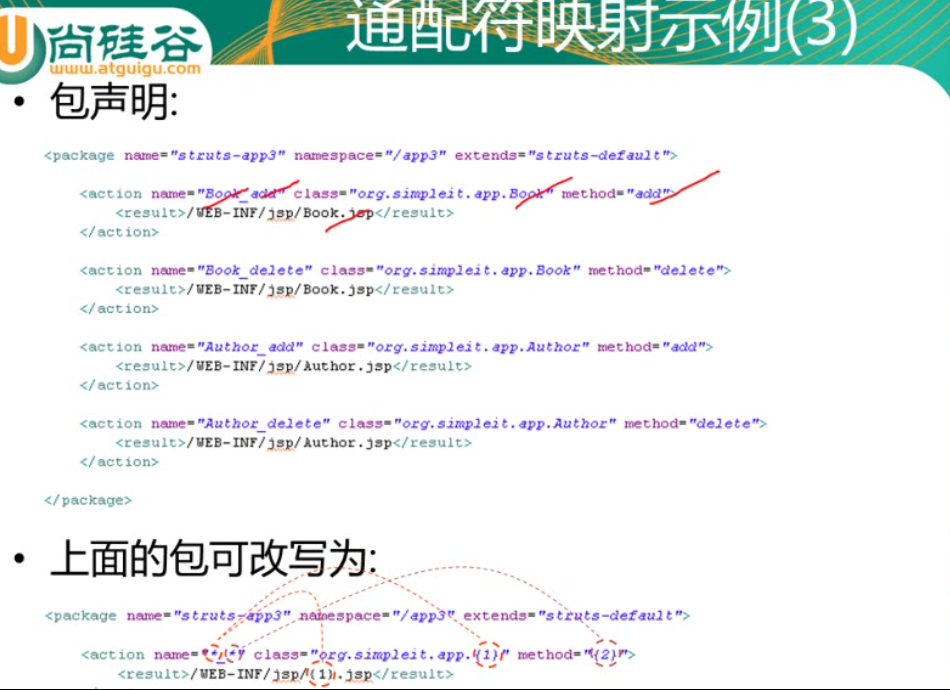 尚硅谷
www.atguigu.com
通配符映射示例(3)
• 包声明:
<package name="struts-app3" namespace="/app3" extends="struts-default">
<action name="Book_add" class="org.simpleit.app.Book" method="add">
<result>/WEB-INF/jsp/Book.jsp</result>
</action>
<action name="Book_delete" class="org.simpleit.app.Book" method="delete">
<result>/WEB-INF/jsp/Book.jsp</result>
</action>
<action name="Author_add" class="org.simpleit.app.Author" method="add">
<result>/WEB-INF/jsp/Author.jsp</result>
</action>
<action name="Author_delete" class="org.simpleit.app.Author" method="delete">
<result>/WEB-INF/jsp/Author.jsp</result>
</action>
</package>
• 上面的包可改写为:
<package name="struts-app3" namespace="/app3" extends="struts-default">
<action name="*_*" class="org.simpleit.app.{1}" method="{2}">
<result>/WEB-INF/jsp/{1}.jsp</result>